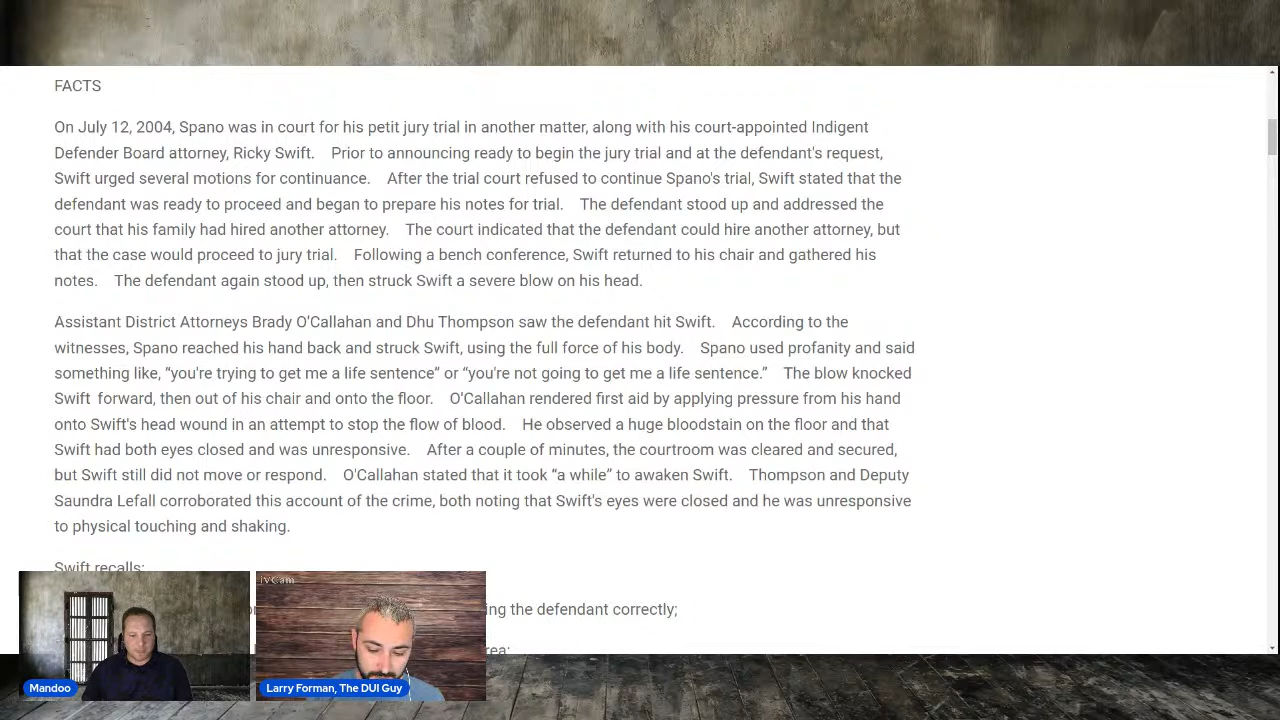 FACTS
On July 12, 2004, Spano was in court for his petit jury trial in another matter, along with his court-appointed Indigent
Defender Board attorney, Ricky Swift. Prior to announcing ready to begin the jury trial and at the defendant's request,
Swift urged several motions for continuance. After the trial court refused to continue Spano's trial, Swift stated that the
defendant was ready to proceed and began to prepare his notes for trial. The defendant stood up and addressed the
court that his family had hired another attorney. The court indicated that the defendant could hire another attorney, but
that the case would proceed to jury trial. Following a bench conference, Swift returned to his chair and gathered his
notes. The defendant again stood up, then struck Swift a severe blow on his head.
Assistant District Attorneys Brady O'Callahan and Dhu Thompson saw the defendant hit Swift. According to the
witnesses, Spano reached his hand back and struck Swift, using the full force of his body. Spano used profanity and said
something like, “you're trying to get me a life sentence” or “you're not going to get me a life sentence.” The blow knocked
Swift forward, then out of his chair and onto the floor. O'Callahan rendered first aid by applying pressure from his hand
onto Swift's head wound in an attempt to stop the flow of blood. He observed a huge bloodstain on the floor and that
Swift had both eyes closed and was unresponsive. After a couple of minutes, the courtroom was cleared and secured,
but Swift still did not move or respond. O'Callahan stated that it took “a while” to awaken Swift. Thompson and Deputy
Saundra Lefall corroborated this account of the crime, both noting that Swift's eyes were closed and he was unresponsive
to physical touching and shaking.
Swift recalls:
iVCam
the defendant correctly;
Mandoo
Larry Forman, The DUI Guy